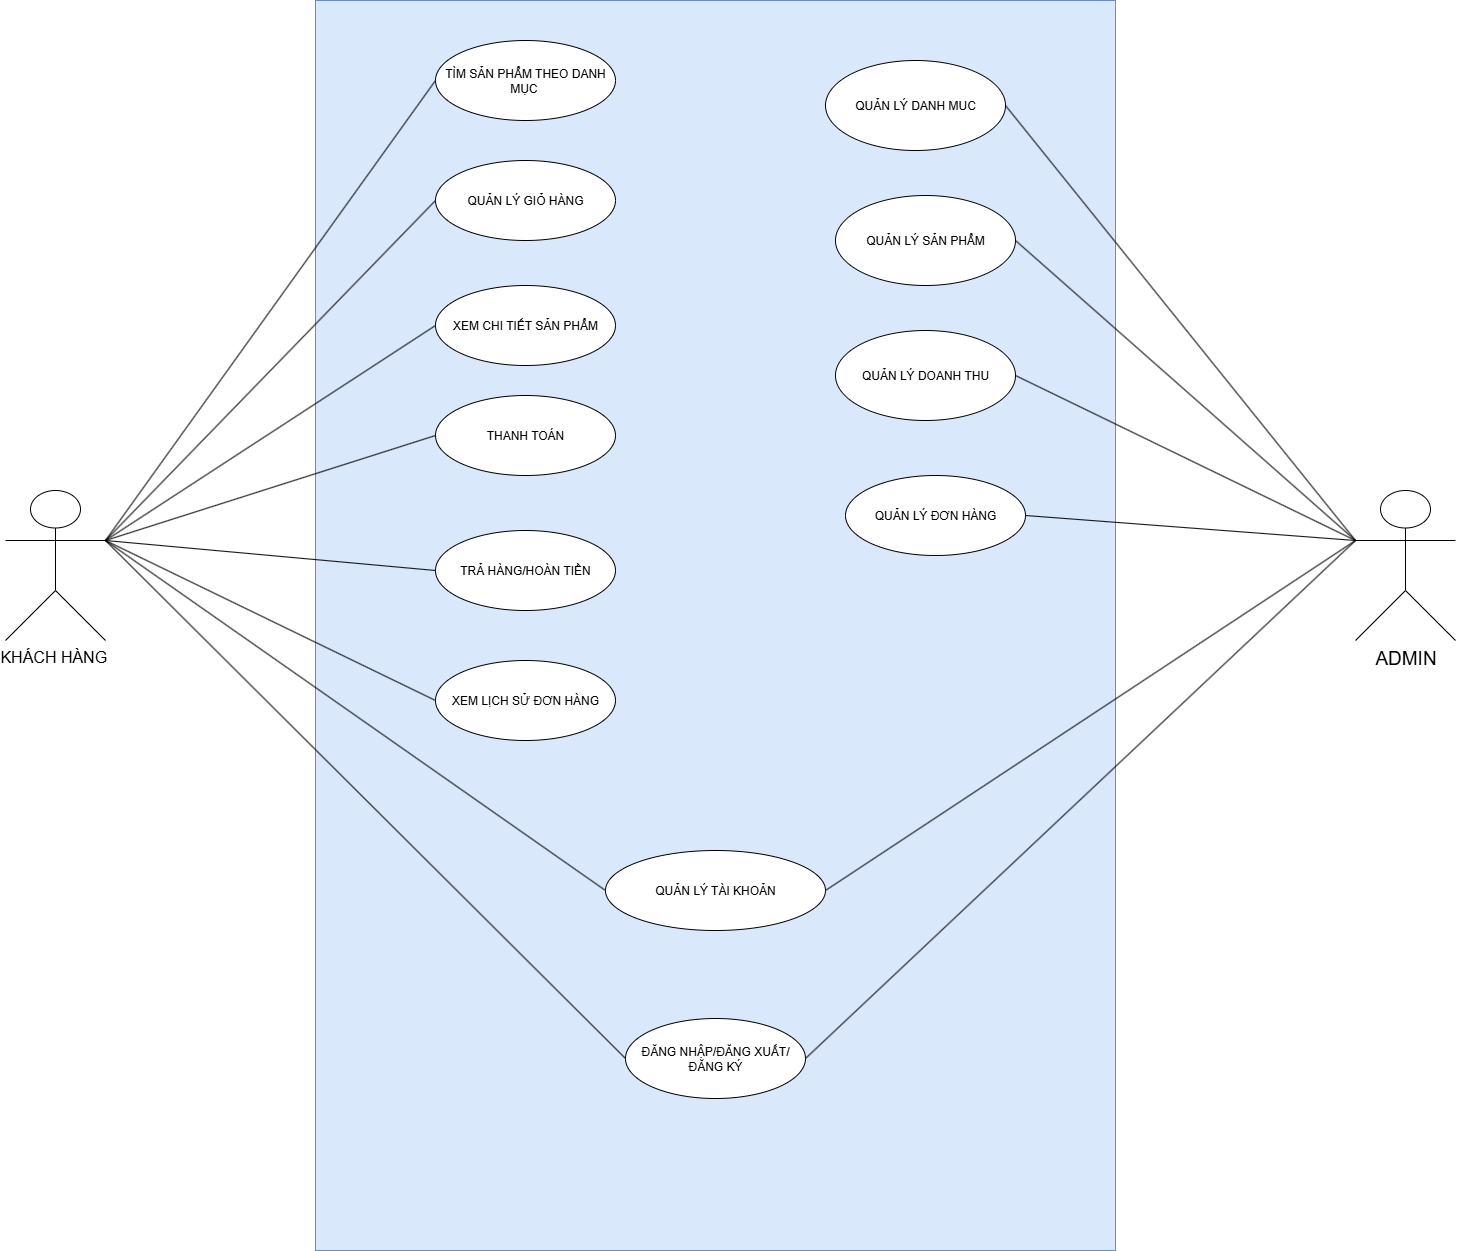 TÌM SẢN PHẨM THEO DANH
MỤC
QUẢN LÝ GIỎ HÀNG
XEM CHI TIẾT SẢN PHẨM
THANH TOÁN
TRẢ HÀNG/HOÀN TIỀN
XEM LỊCH SỬ ĐƠN HÀNG
QUẢN LÝ DANH MUC
QUẢN LÝ SẢN PHẨM
QUẢN LÝ DOANH THU
QUẢN LÝ ĐƠN HÀNG
KHÁCH HÀNG
ADMIN
QUẢN LÝ TÀI KHOẢN
ĐĂNG NHẬP/ĐĂNG XUẤT/
ĐĂNG KÝ